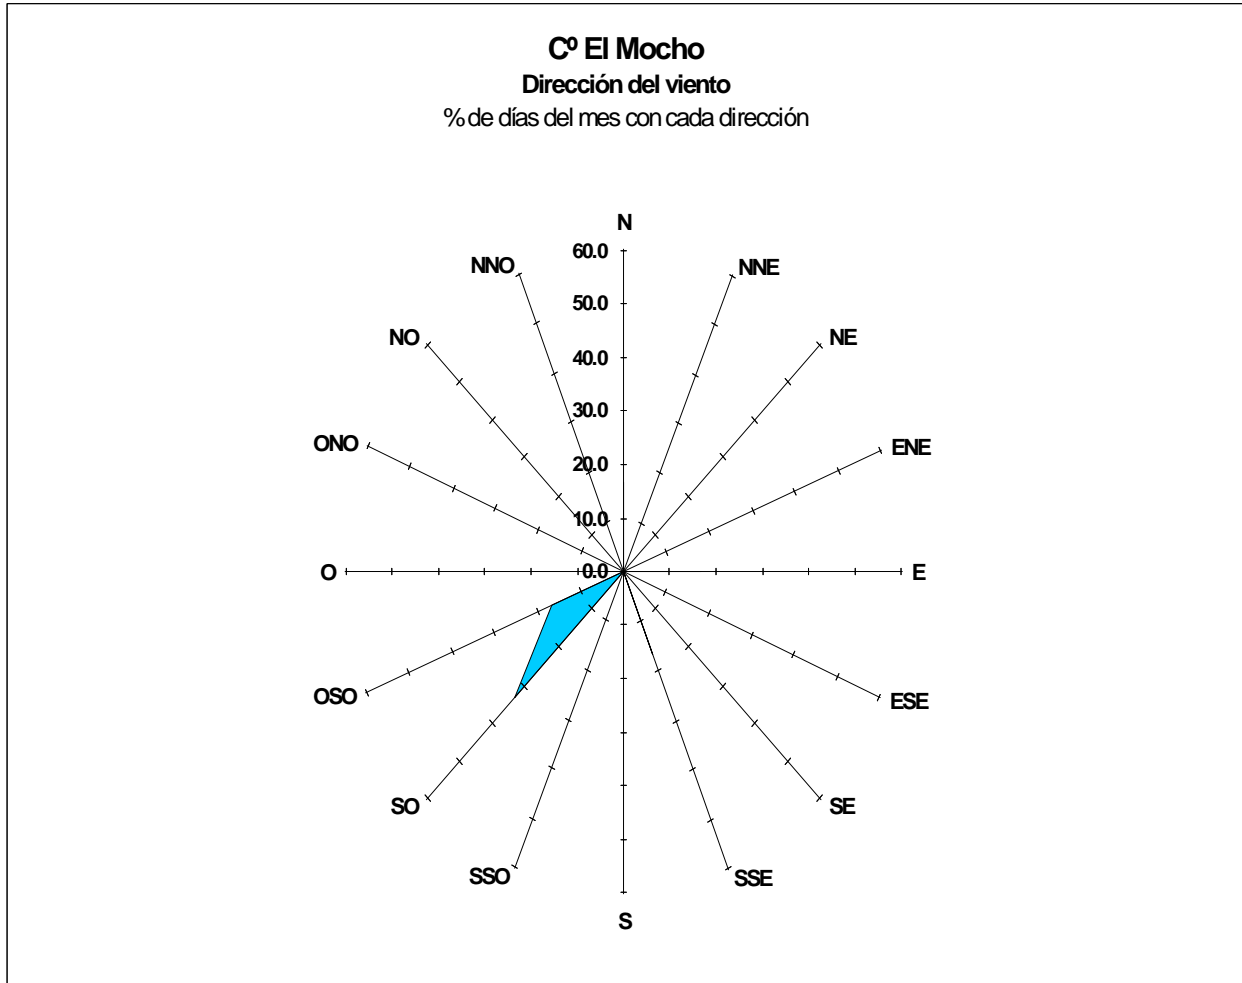 Cº El Mocho
Dirección del viento
% de días del mes con cada dirección
N
60.0
NNO
NNE
50.0
NO
NE
40.0
30.0
ONO
ENE
20.0
10.0
O
0.0
E
OSO
ESE
SO
SE
SSO
SSE
S